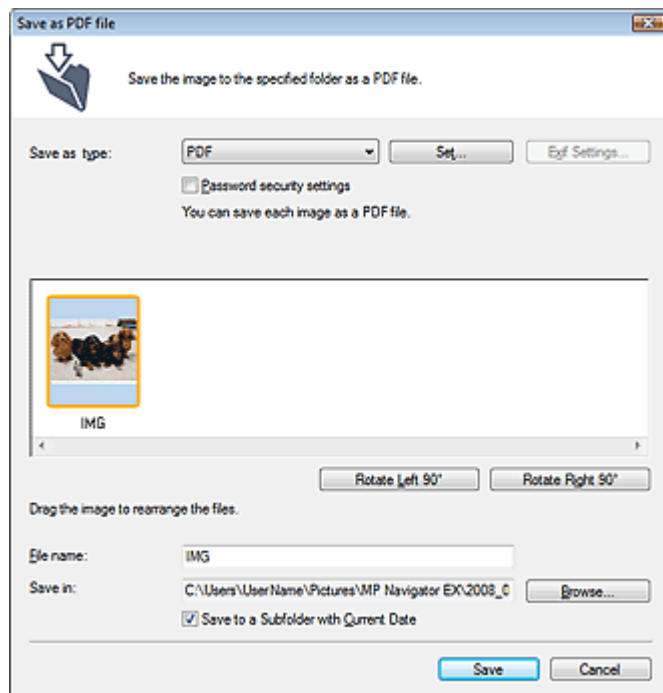 Save as PDF file
Save the image to the specified folder as a PDF file.
Save as type:
PDF
Set...
Exif Settings...
Password security settings
You can save each image as a PDF file.
IMG
Rotate Left 90°
Rotate Right 90°
Drag the image to rearrange the files.
File name:
IMG
Save in:
C:\Users\UserName\Pictures\MP Navigator EX\2008_0
Browse...
Save to a Subfolder with Current Date
Save
Cancel